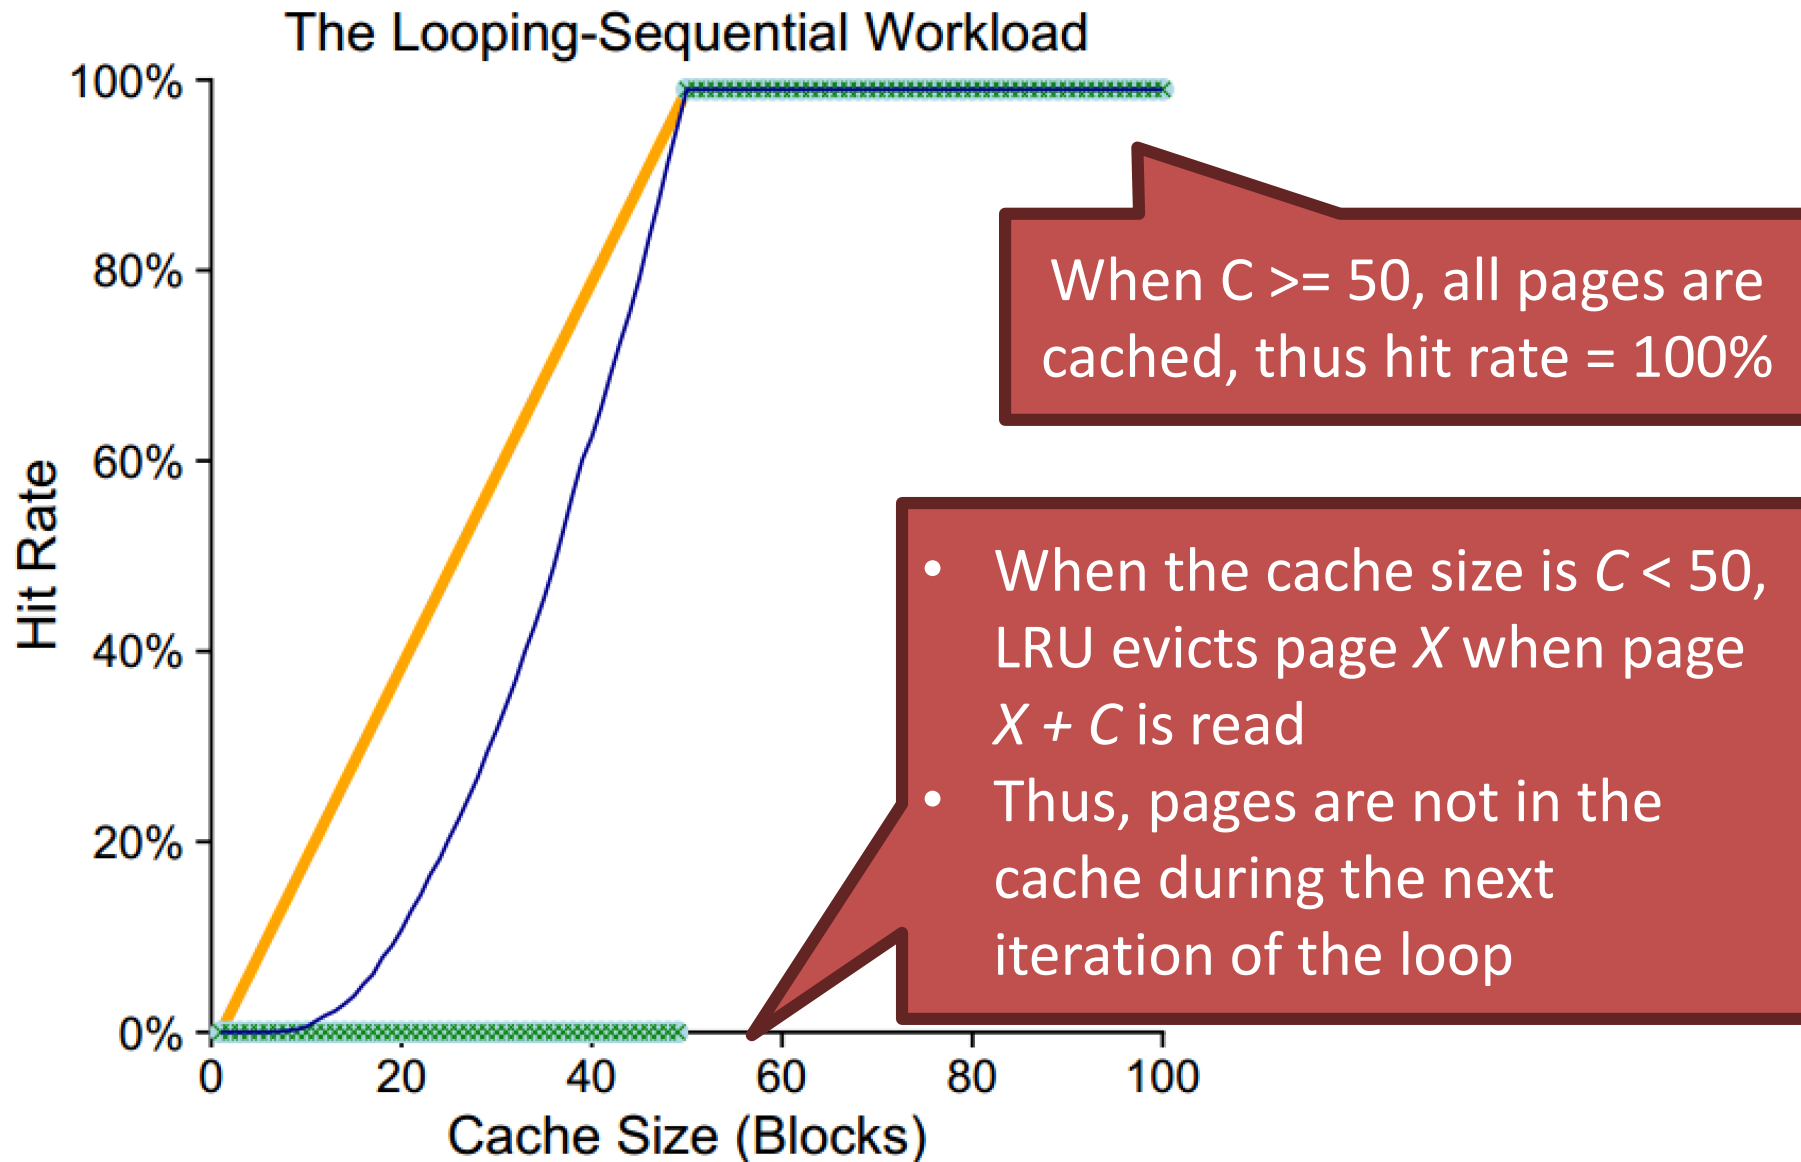 The Looping-Sequential Workload
100%
80%
60%
40%
20%
0%
Hit Rate
0
20
40
60
80
100
Cache Size (Blocks)
When C >= 50, all pages are
cached, thus hit rate = 100%
• When the cache size is C < 50,
LRU evicts page X when page
X + C is read
• Thus, pages are not in the
cache during the next
iteration of the loop